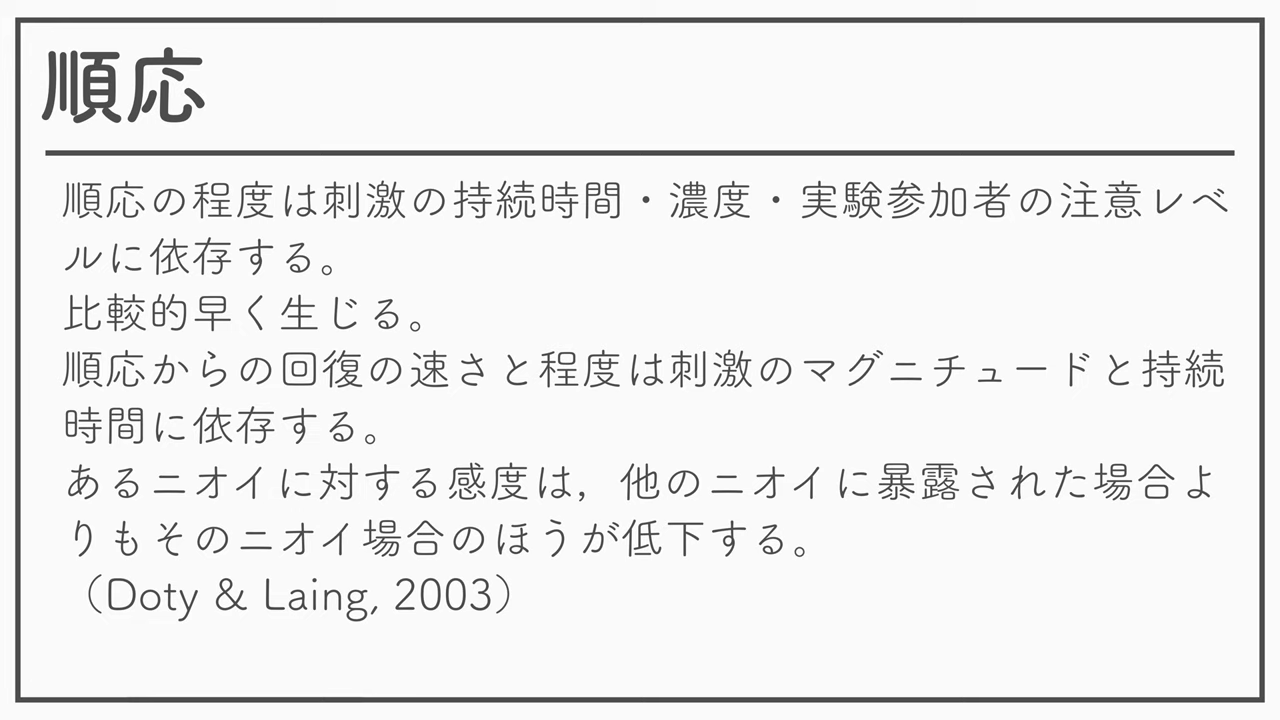 順応
順応の程度は刺激の持続時間・濃度・実験参加者の注意レベ
ルに依存する。
比較的早く生じる。
順応からの回復の速さと程度は刺激のマグニチュードと持続
時間に依存する。
あるニオイに対する感度は，他のニオイに暴露された場合よ
りもそのニオイ場合のほうが低下する。
（Doty & Laing, 2003）